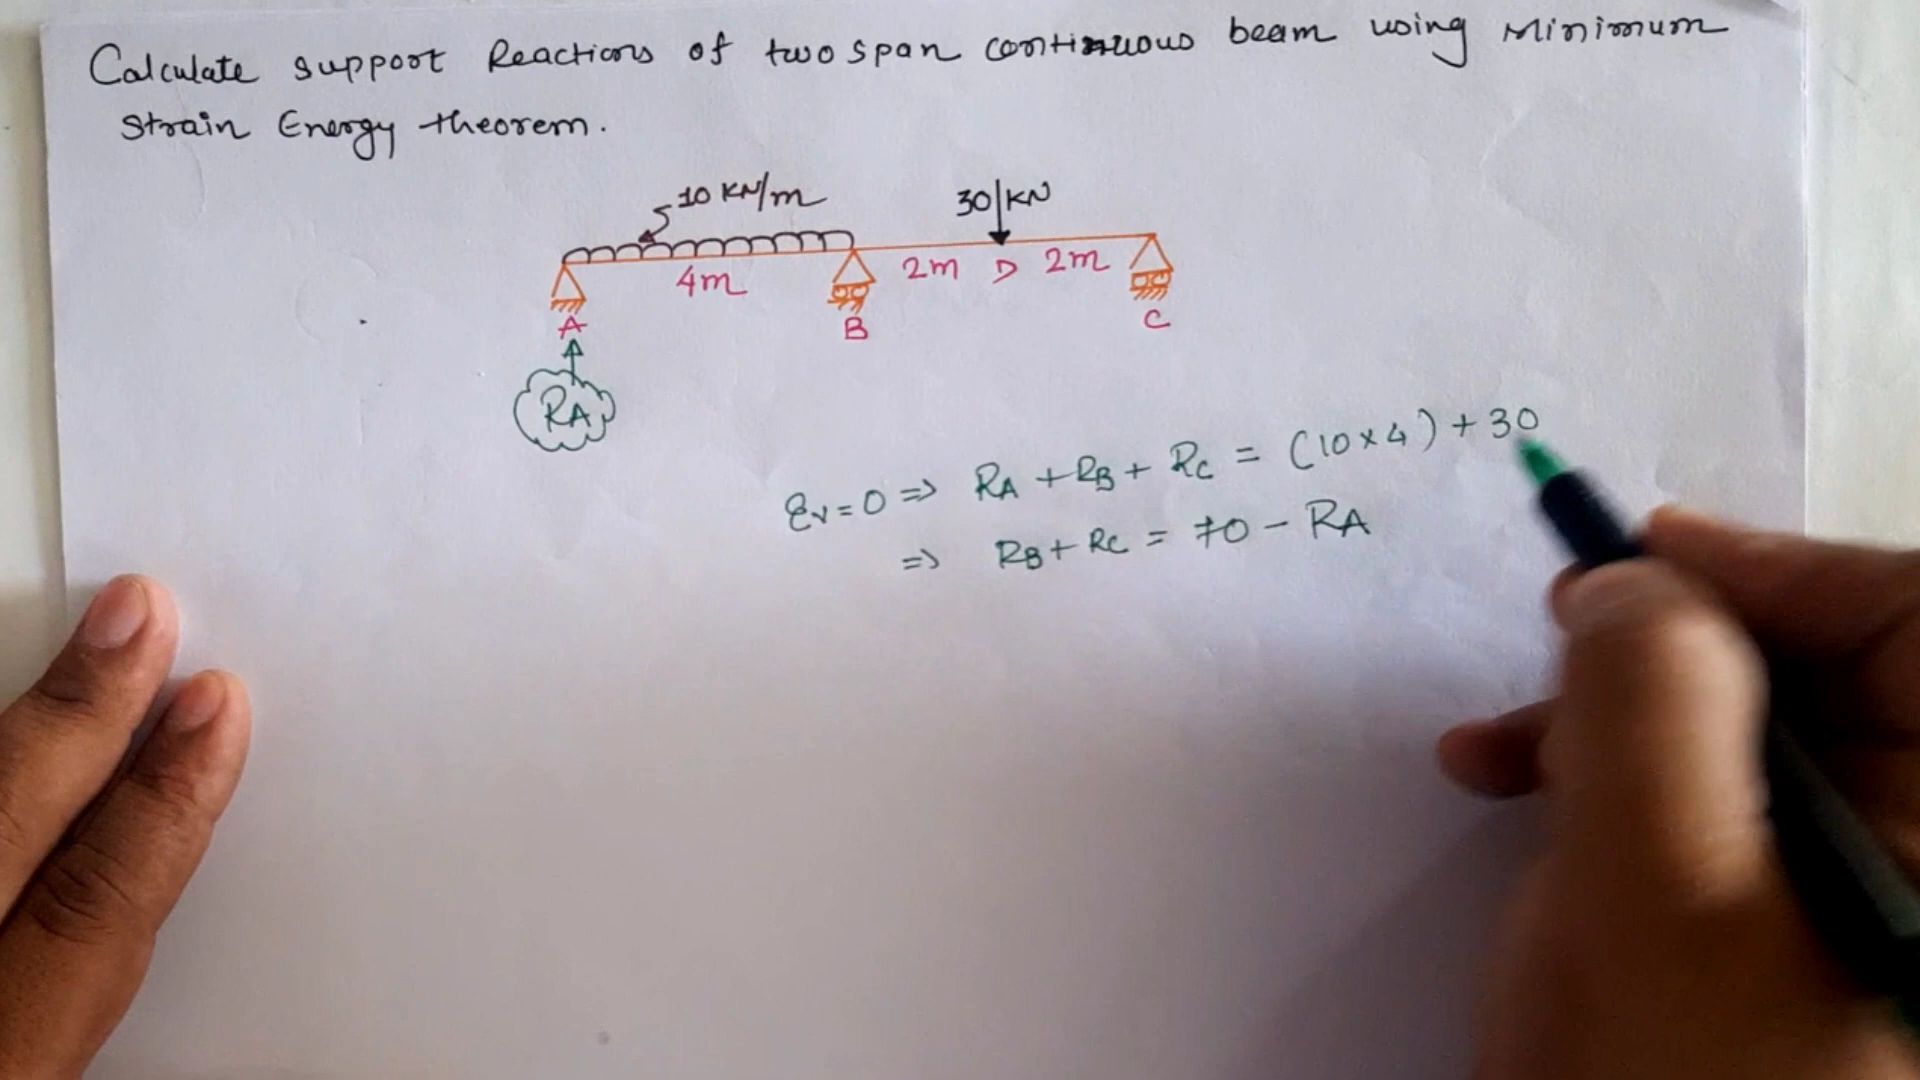 Calculate support Reactions of two span continuous beam using Minimum
Strain Energy theorem.
10 KN/m
30 KN
4m
2m D 2m
A
B
C
RA
Ɛv=0 => RA + RB + RC = (10×4) + 30
=> RB + RC = 70 - RA